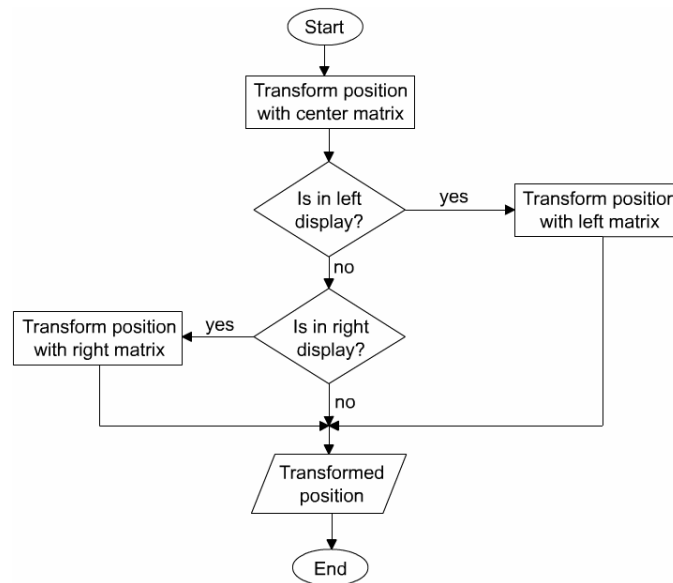 Start
Transform position
with center matrix
Is in left
display?
yes
Transform position
with left matrix
no
Transform position
with right matrix
yes
Is in right
display?
no
Transformed
position
End